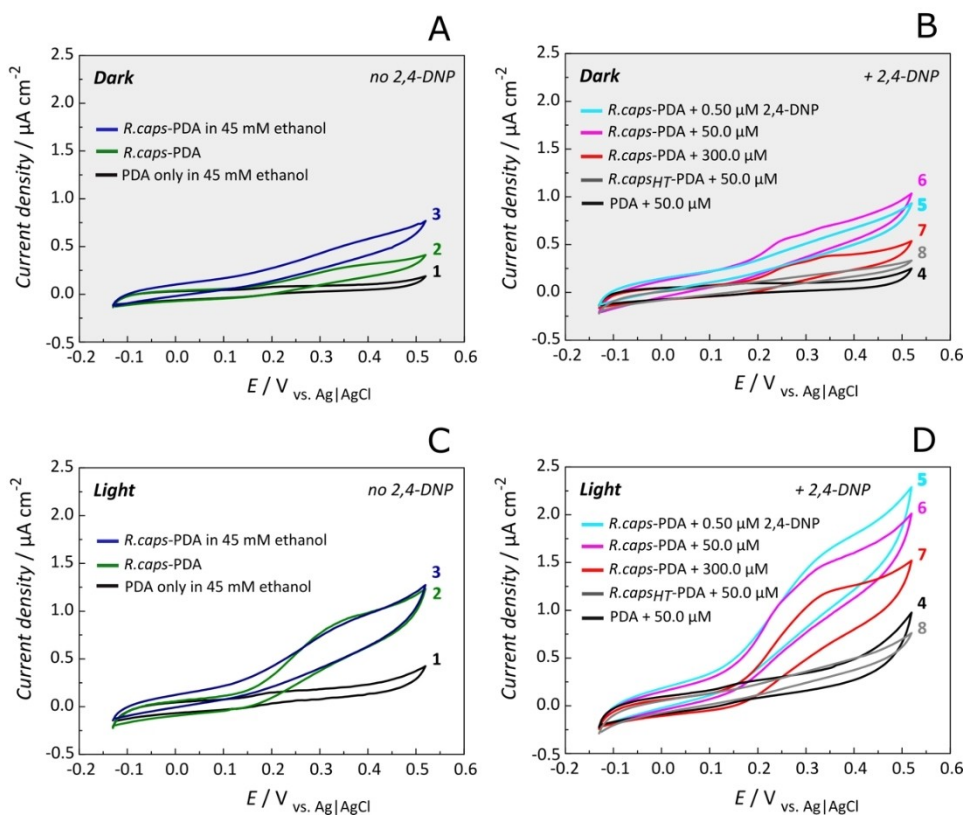 A
Dark
no 2,4-DNP
R.caps-PDA in 45 mM ethanol
R.caps-PDA
PDA only in 45 mM ethanol
3
2
1
2.5
2.0
1.5
1.0
0.5
0.0
-0.5
Current density / µA cm⁻²
-0.2 -0.1 0.0 0.1 0.2 0.3 0.4 0.5 0.6
E / V vs. Ag|AgCl
B
Dark
+ 2,4-DNP
R.caps-PDA + 0.50 µM 2,4-DNP
R.caps-PDA + 50.0 µM
R.caps-PDA + 300.0 µM
R.capsHT-PDA + 50.0 µM
PDA + 50.0 µM
6
5
7
8
4
2.5
2.0
1.5
1.0
0.5
0.0
-0.5
Current density / µA cm⁻²
-0.2 -0.1 0.0 0.1 0.2 0.3 0.4 0.5 0.6
E / V vs. Ag|AgCl
C
Light
no 2,4-DNP
R.caps-PDA in 45 mM ethanol
R.caps-PDA
PDA only in 45 mM ethanol
3
2
1
2.5
2.0
1.5
1.0
0.5
0.0
-0.5
Current density / µA cm⁻²
-0.2 -0.1 0.0 0.1 0.2 0.3 0.4 0.5 0.6
E / V vs. Ag|AgCl
D
Light
+ 2,4-DNP
R.caps-PDA + 0.50 µM 2,4-DNP
R.caps-PDA + 50.0 µM
R.caps-PDA + 300.0 µM
R.capsHT-PDA + 50.0 µM
PDA + 50.0 µM
5
6
7
4
8
2.5
2.0
1.5
1.0
0.5
0.0
-0.5
Current density / µA cm⁻²
-0.2 -0.1 0.0 0.1 0.2 0.3 0.4 0.5 0.6
E / V vs. Ag|AgCl